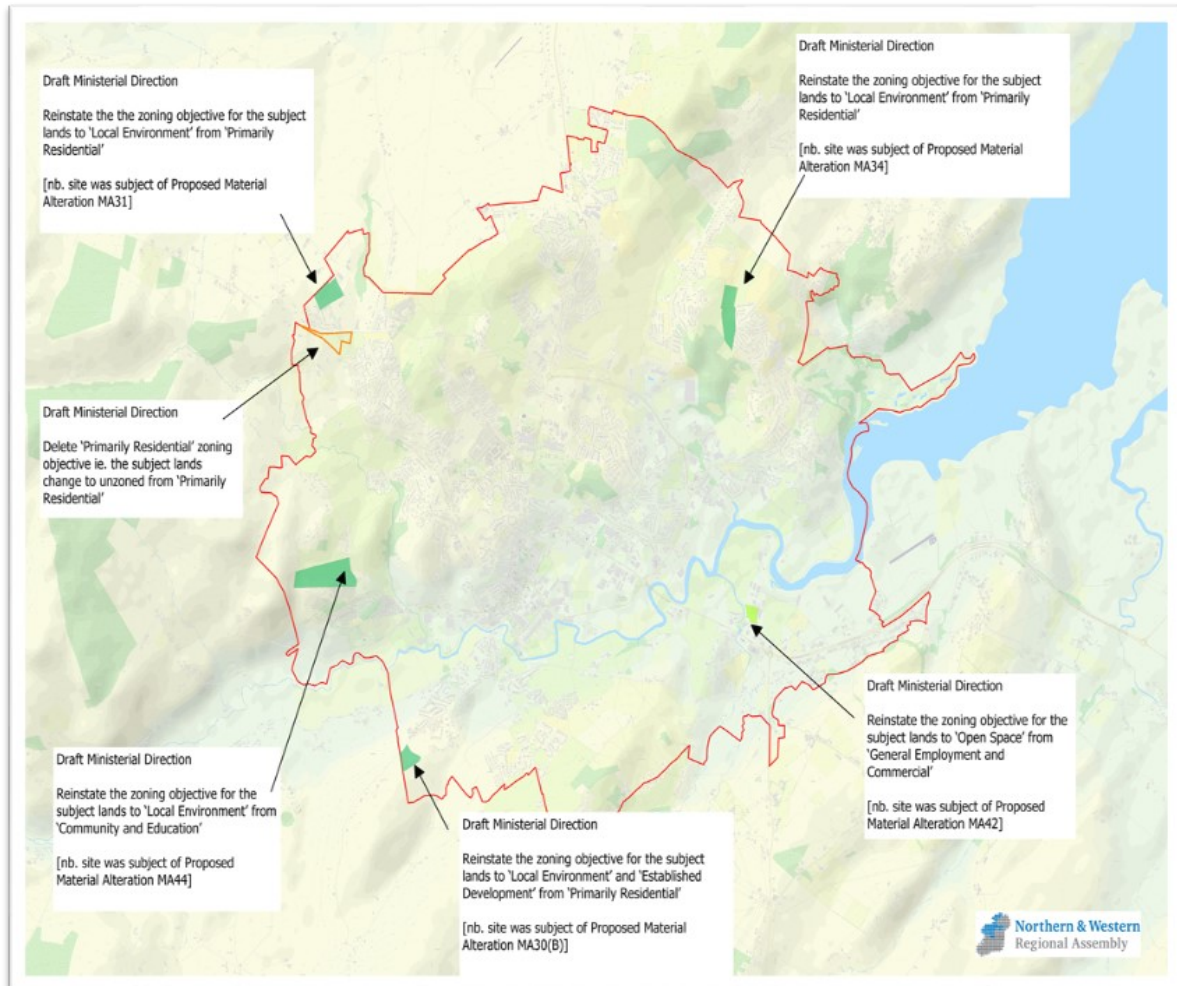 Draft Ministerial Direction
Reinstate the the zoning objective for the subject
lands to 'Local Environment' from 'Primarily
Residential'
[nb. site was subject of Proposed Material
Alteration MA31]
Draft Ministerial Direction
Reinstate the zoning objective for the subject
lands to 'Local Environment' from 'Primarily
Residential'
[nb. site was subject of Proposed Material
Alteration MA34]
Draft Ministerial Direction
Delete 'Primarily Residential' zoning
objective ie. the subject lands
change to unzoned from 'Primarily
Residential'
Draft Ministerial Direction
Reinstate the zoning objective for the
subject lands to 'Local Environment' from
'Community and Education'
[nb. site was subject of Proposed
Material Alteration MA44]
Draft Ministerial Direction
Reinstate the zoning objective for the subject
lands to 'Local Environment' and 'Established
Development' from 'Primarily Residential'
[nb. site was subject of Proposed Material
Alteration MA30(B)]
Draft Ministerial Direction
Reinstate the zoning objective for the
subject lands to 'Open Space' from
'General Employment and
Commercial'
[nb. site was subject of Proposed
Material Alteration MA42]
Northern & Western
Regional Assembly